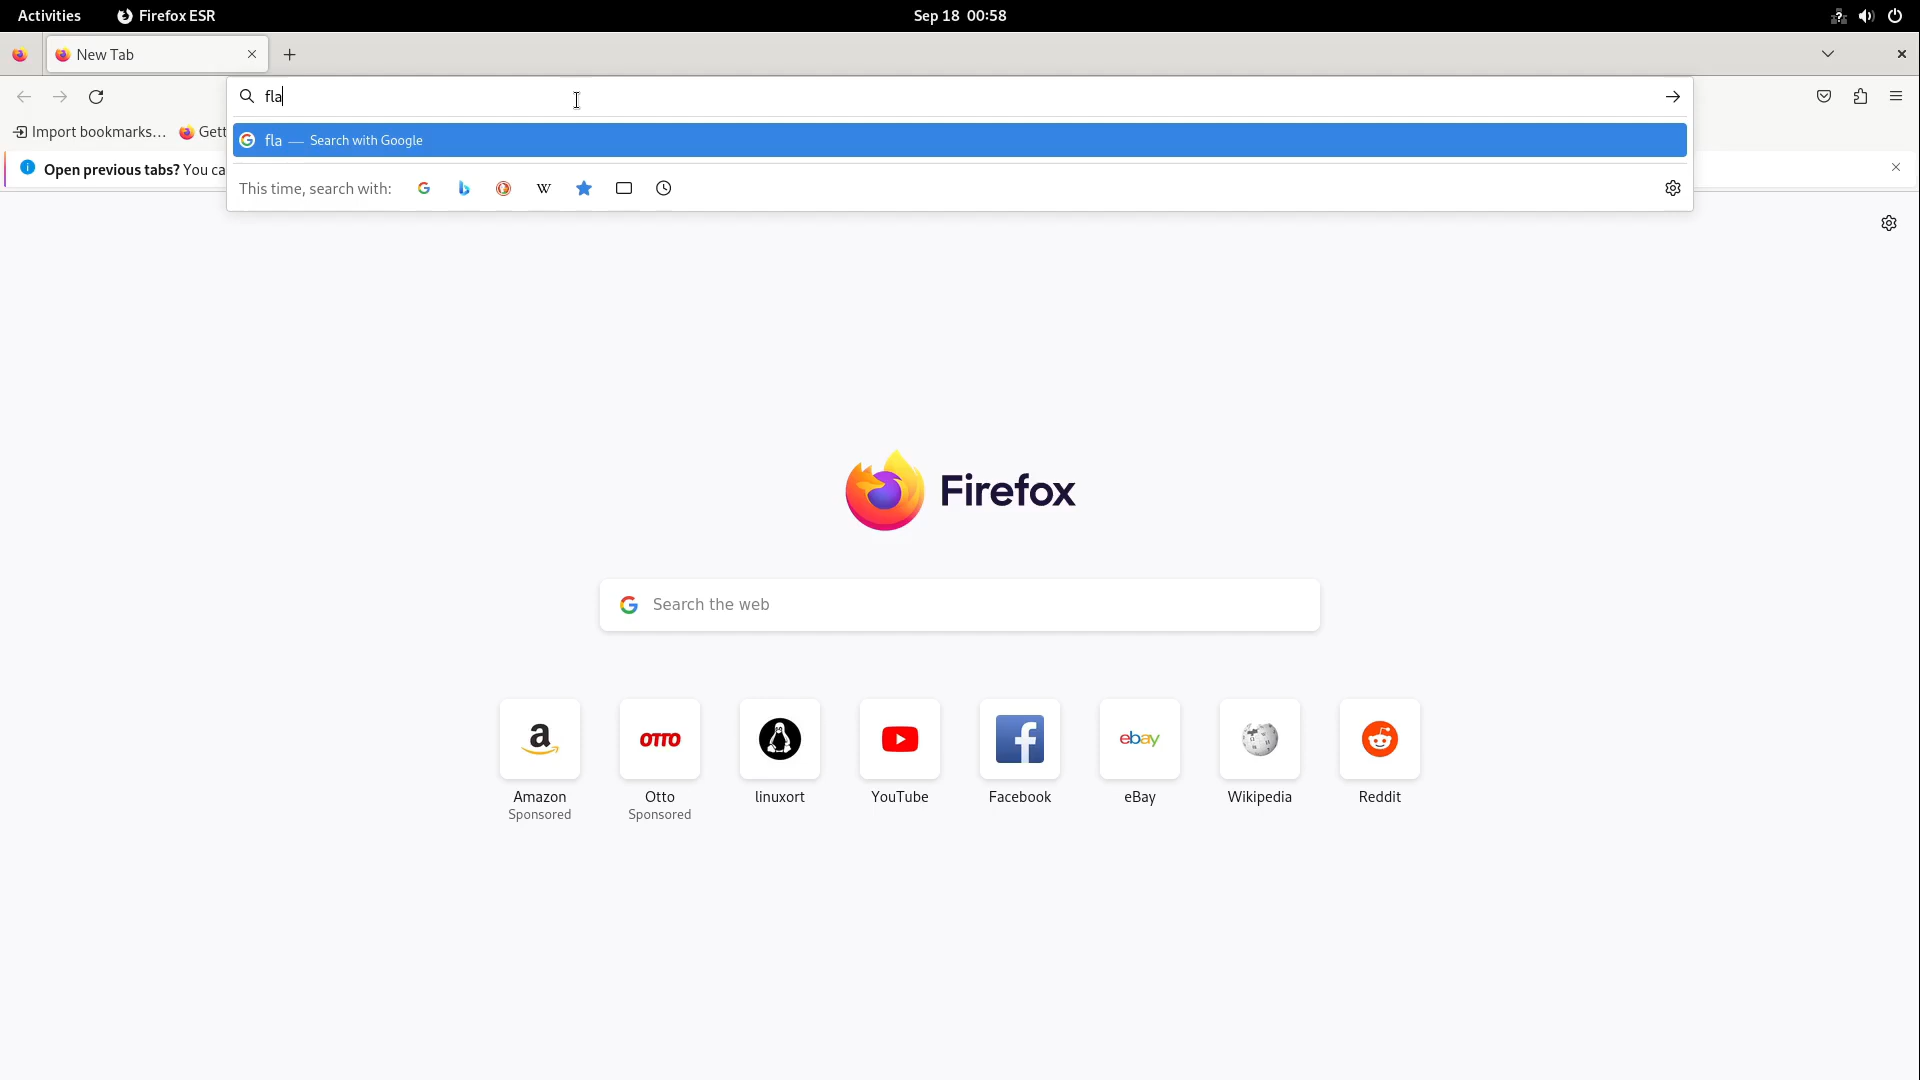 Activities Firefox ESR Sep 18 00:58
New Tab
fla
Import bookmarks... Gett
fla — Search with Google
Open previous tabs? You ca
This time, search with:
Firefox
Search the web
a OTTO ebay
Amazon Otto linuxort YouTube Facebook eBay Wikipedia Reddit
Sponsored Sponsored